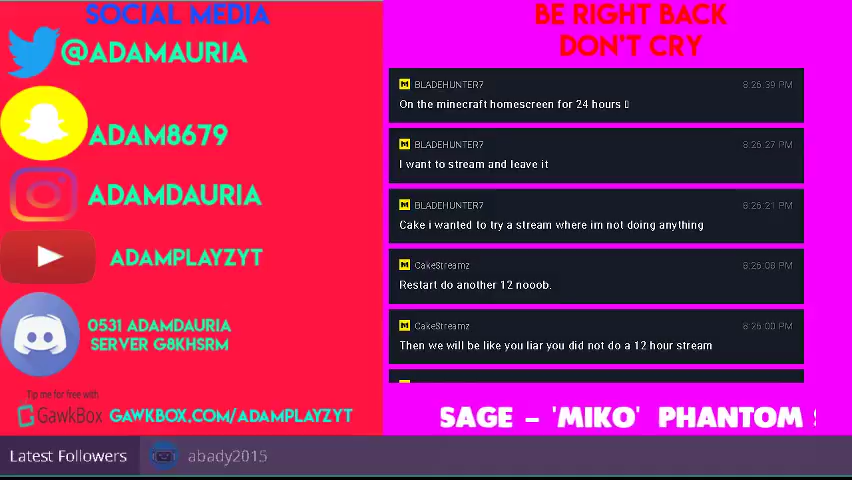 SOCIAL MEDIA
@ADAMAURIA
ADAM8679
ADAMDAURIA
ADAMPLAYZYT
0531 ADAMDAURIA
SERVER G8KHSRM
Tip me for free with
GawkBox
GAWKBOX.COM/ADAMPLAYZYT
BE RIGHT BACK
DON'T CRY
BLADEHUNTER7 8:26:39 PM
On the minecraft homescreen for 24 hours
BLADEHUNTER7 8:26:27 PM
I want to stream and leave it
BLADEHUNTER7 8:26:21 PM
Cake i wanted to try a stream where im not doing anything
CakeStreamz 8:26:08 PM
Restart do another 12 nooob.
CakeStreamz 8:26:00 PM
Then we will be like you liar you did not do a 12 hour stream
SAGE – 'MIKO' PHANTOM
Latest Followers abady2015